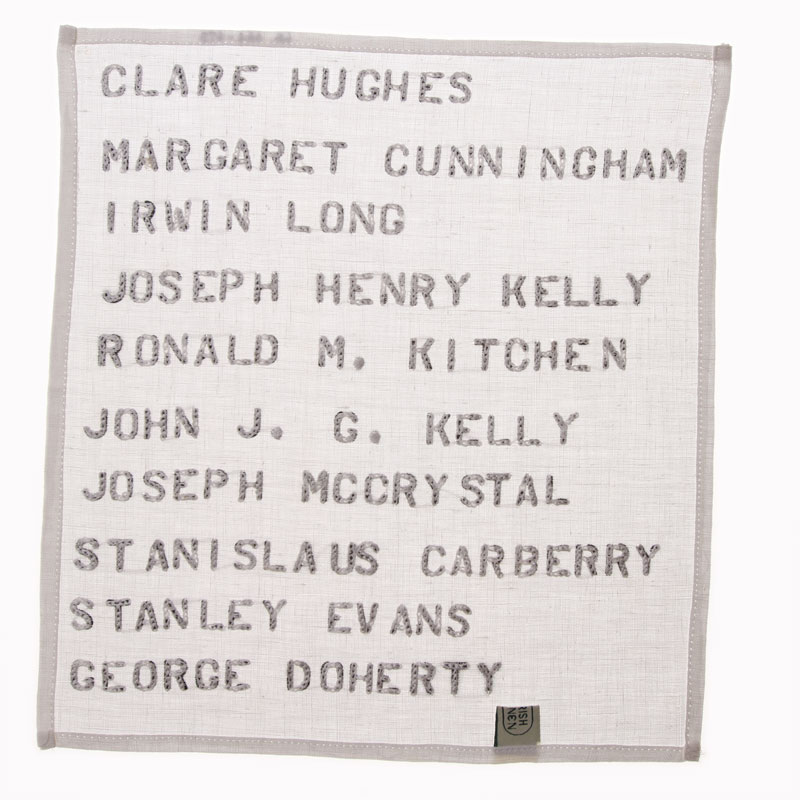 CLARE HUGHES
MARGARET CUNNINGHAM
IRWIN LONG
JOSEPH HENRY KELLY
RONALD M. KITCHEN
JOHN J. G. KELLY
JOSEPH MCCRYSTAL
STANISLAUS CARBERRY
STANLEY EVANS
GEORGE DOHERTY